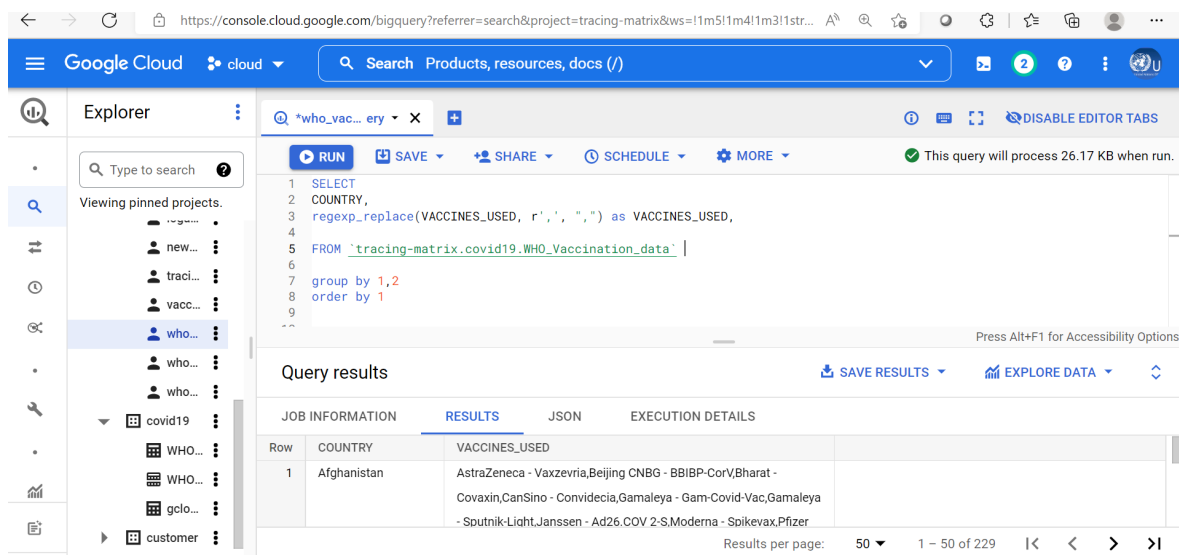 https://console.cloud.google.com/bigquery?referrer=search&project=tracing-matrix&ws=!1m5!1m4!1m3!1str...
Google Cloud
cloud
Search Products, resources, docs (/)
2
U
Explorer
*who_vac... ery
DISABLE EDITOR TABS
RUN
SAVE
SHARE
SCHEDULE
MORE
This query will process 26.17 KB when run.
Type to search
Viewing pinned projects.
new...
traci...
vacc...
who...
who...
who...
covid19
WHO...
WHO...
gclo...
customer
1 SELECT
2 COUNTRY,
3 regexp_replace(VACCINES_USED, r',', ",") as VACCINES_USED,
4
5 FROM `tracing-matrix.covid19.WHO_Vaccination_data`
6
7 group by 1,2
8 order by 1
9
Press Alt+F1 for Accessibility Options
Query results
SAVE RESULTS
EXPLORE DATA
JOB INFORMATION
RESULTS
JSON
EXECUTION DETAILS
Row COUNTRY VACCINES_USED
1 Afghanistan AstraZeneca - Vaxzevria,Beijing CNBG - BBIBP-CorV,Bharat -
Covaxin,CanSino - Convidecia,Gamaleya - Gam-Covid-Vac,Gamaleya
- Sputnik-Light,Janssen - Ad26.COV 2-S,Moderna - Spikevax,Pfizer
Results per page: 50 1 – 50 of 229